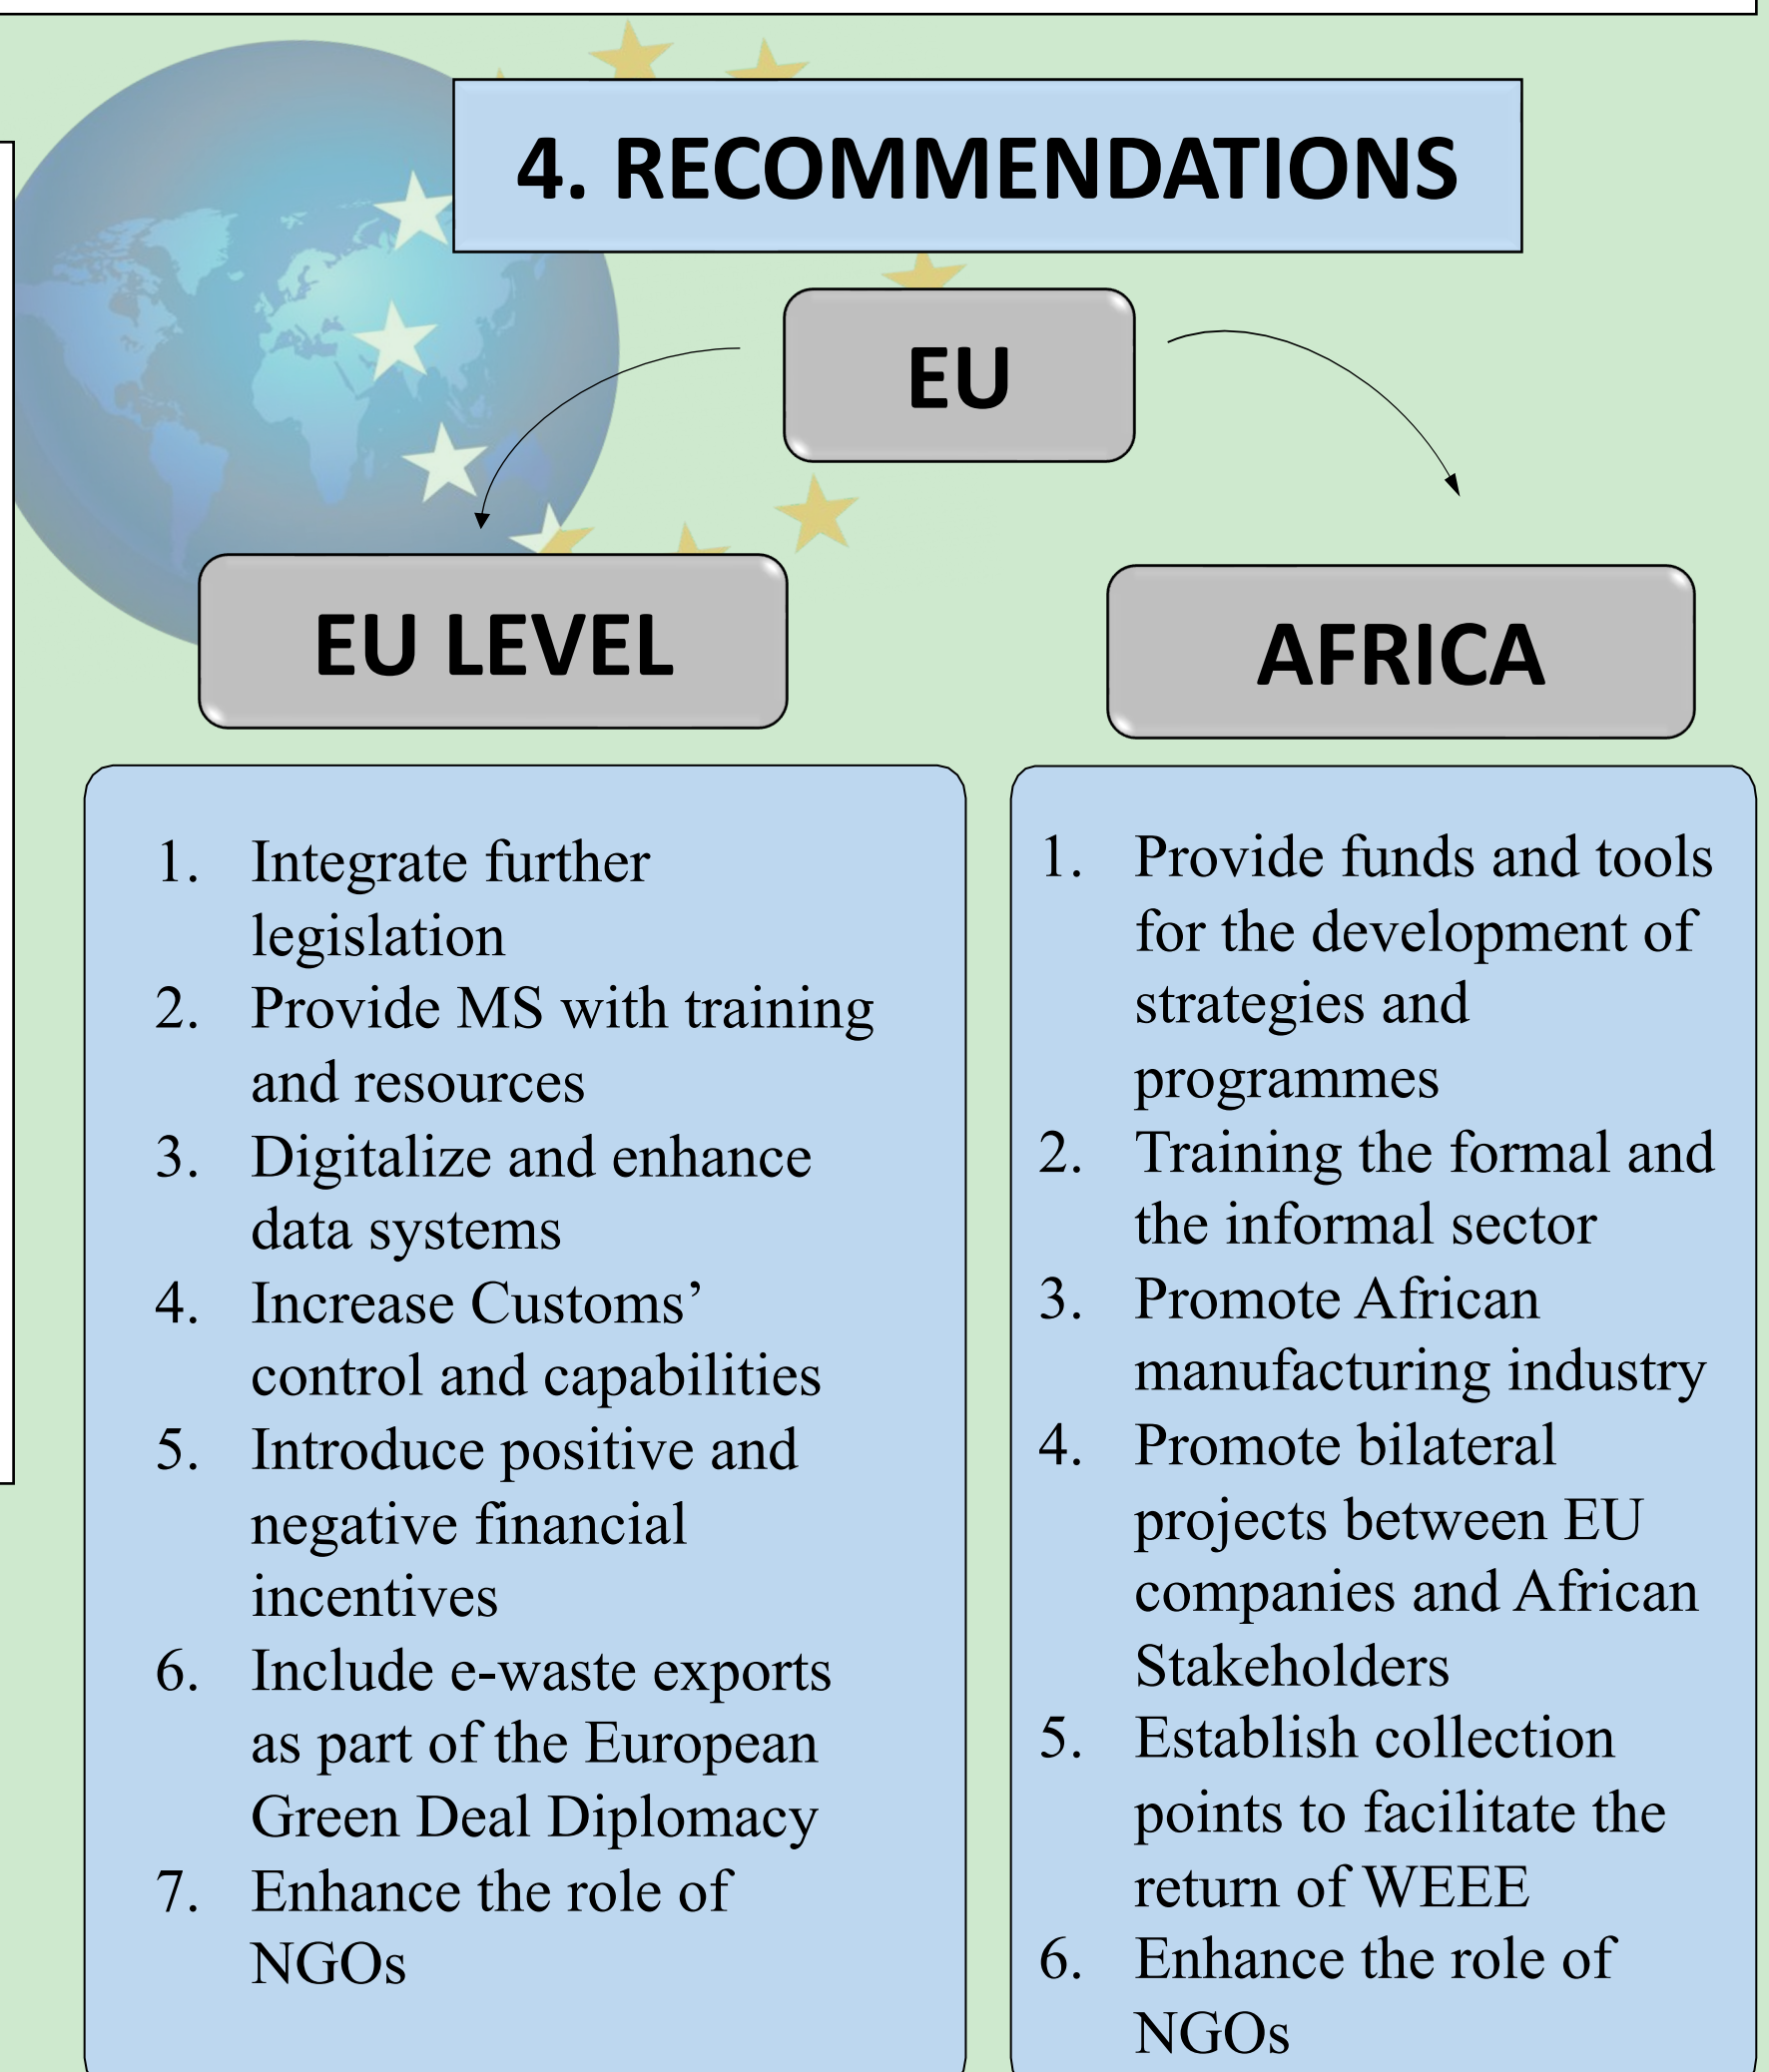 4. RECOMMENDATIONS
EU
EU LEVEL
1. Integrate further
legislation
2. Provide MS with training
and resources
3. Digitalize and enhance
data systems
4. Increase Customs’
control and capabilities
5. Introduce positive and
negative financial
incentives
6. Include e-waste exports
as part of the European
Green Deal Diplomacy
7. Enhance the role of
NGOs
AFRICA
1. Provide funds and tools
for the development of
strategies and
programmes
2. Training the formal and
the informal sector
3. Promote African
manufacturing industry
4. Promote bilateral
projects between EU
companies and African
Stakeholders
5. Establish collection
points to facilitate the
return of WEEE
6. Enhance the role of
NGOs